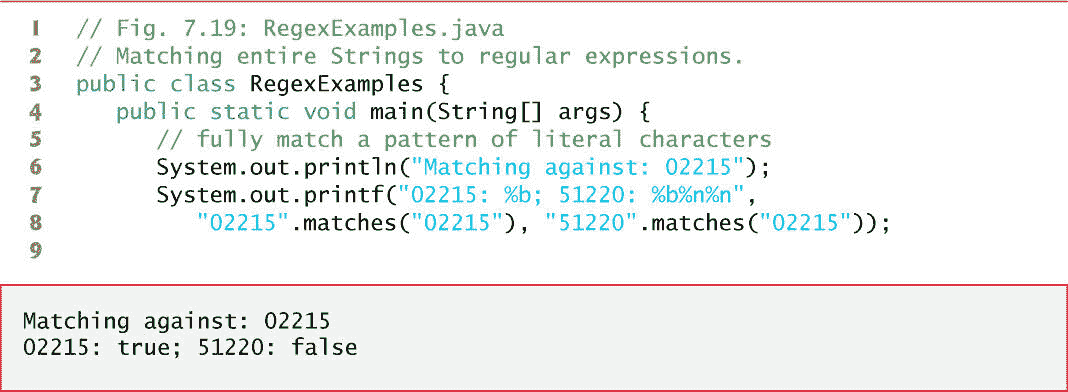 1 // Fig. 7.19: RegexExamples.java
2 // Matching entire Strings to regular expressions.
3 public class RegexExamples {
4 public static void main(String[] args) {
5 // fully match a pattern of literal characters
6 System.out.println("Matching against: 02215");
7 System.out.printf("02215: %b; 51220: %b%n%n",
8 "02215".matches("02215"), "51220".matches("02215"));
9
Matching against: 02215
02215: true; 51220: false